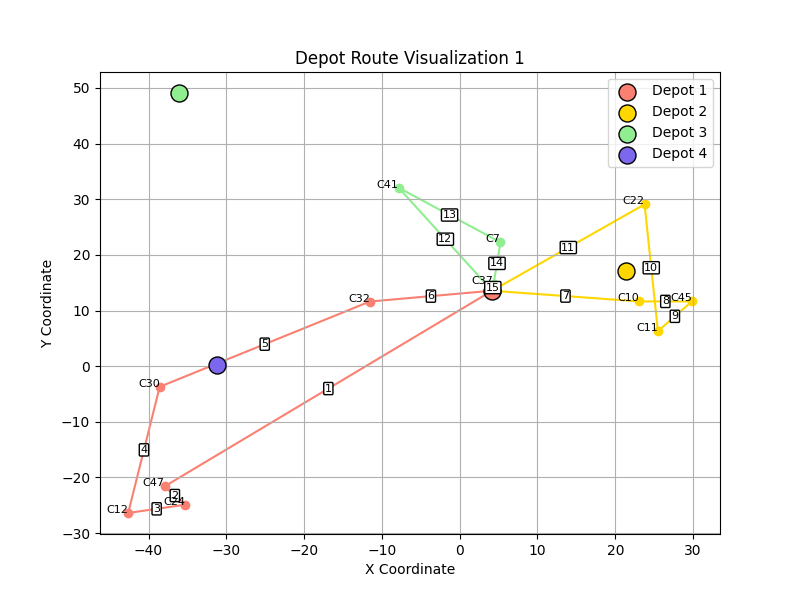 Depot Route Visualization 1
Depot 1
Depot 2
Depot 3
Depot 4
Y Coordinate
50
40
30
20
10
0
−10
−20
−30
−40
−30
−20
−10
0
10
20
30
X Coordinate
C41
C22
13
12
C7
11
14
10
C37
15
C32
6
7
C10
8
C45
9
C11
5
C30
1
4
C47
2
C24
C12
3